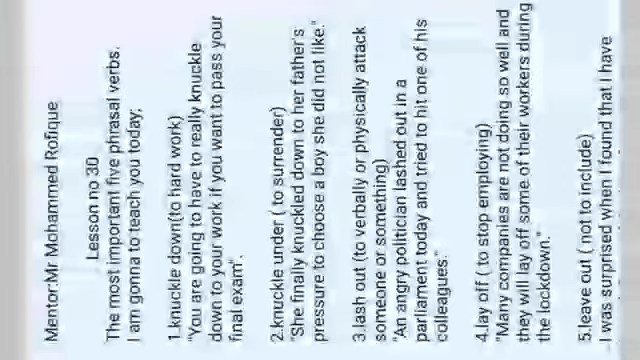 Mentor:Mr Mohammed Rofique
Lesson no 30
The most important five phrasal verbs.
I am gonna to teach you today;
1.knuckle down(to hard work)
"You are going to have to really knuckle
down to your work if you want to pass your
final exam".
2.knuckle under ( to surrender)
"She finally knuckled down to her father's
pressure to choose a boy she did not like."
3.lash out (to verbally or physically attack
someone or something)
"An angry politician lashed out in a
parliament today and tried to hit one of his
colleagues."
4.lay off ( to stop employing)
"Many companies are not doing so well and
they will lay off some of their workers during
the lockdown."
5.leave out ( not to include)
I was surprised when I found that I have